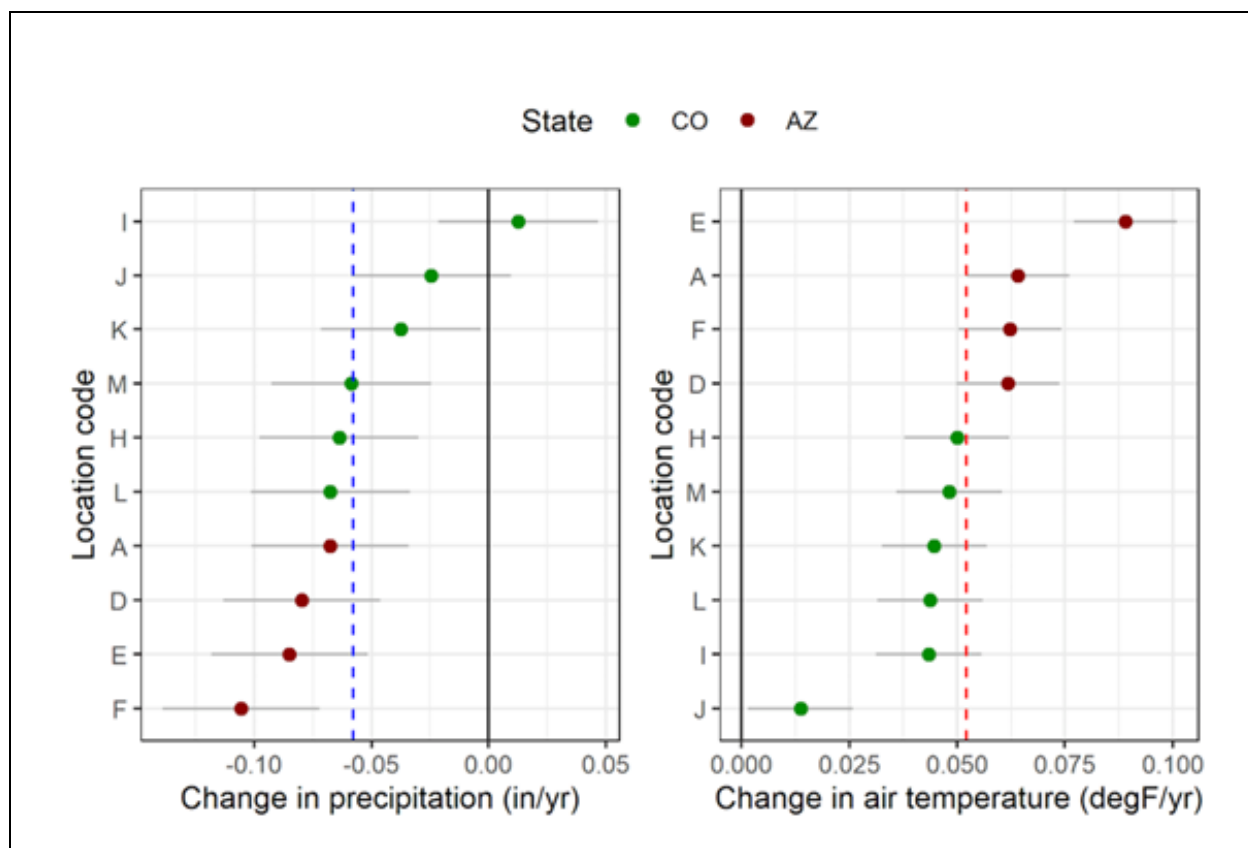 State CO AZ
Location code
I
J
K
M
H
L
A
D
E
F
-0.10 -0.05 0.00 0.05
Change in precipitation (in/yr)
Location code
E
A
F
D
H
M
K
L
I
J
0.000 0.025 0.050 0.075 0.100
Change in air temperature (degF/yr)